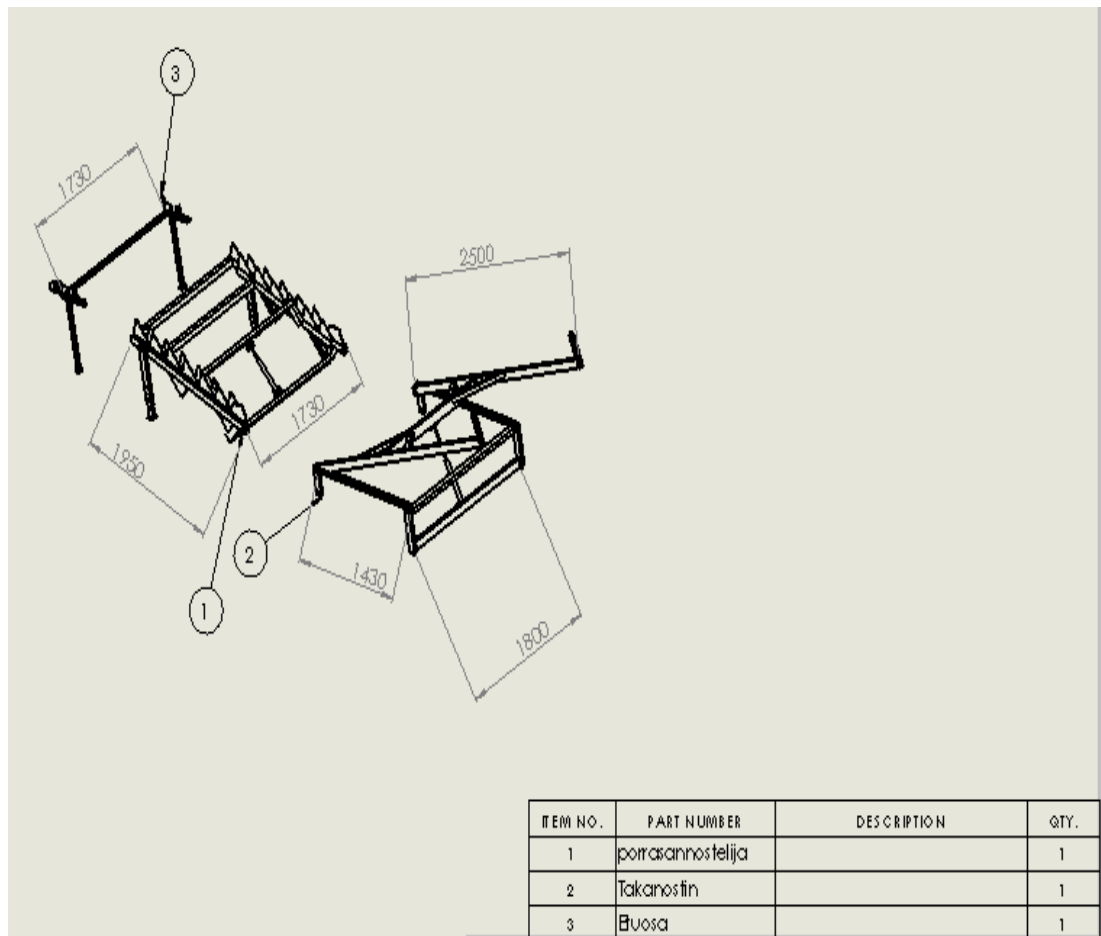 3
1730
2500
1730
1950
2
1430
1
1800
ITEM NO. PART NUMBER DESCRIPTION QTY.
1 porrasannostelija 1
2 Takanostin 1
3 Etuosa 1